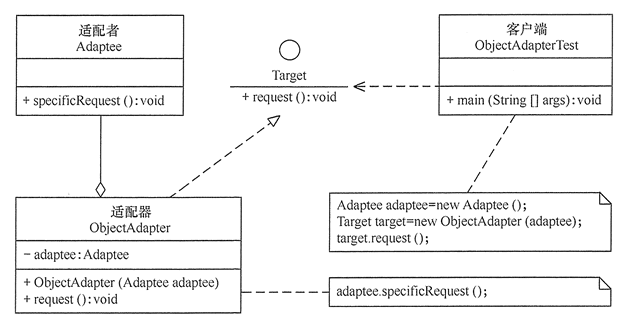 适配者
Adaptee
+ specificRequest ():void
Target
+ request ():void
客户端
ObjectAdapterTest
+ main (String [] args):void
适配器
ObjectAdapter
- adaptee:Adaptee
+ ObjectAdapter (Adaptee adaptee)
+ request ():void
Adaptee adaptee=new Adaptee ();
Target target=new ObjectAdapter (adaptee);
target.request ();
adaptee.specificRequest ();